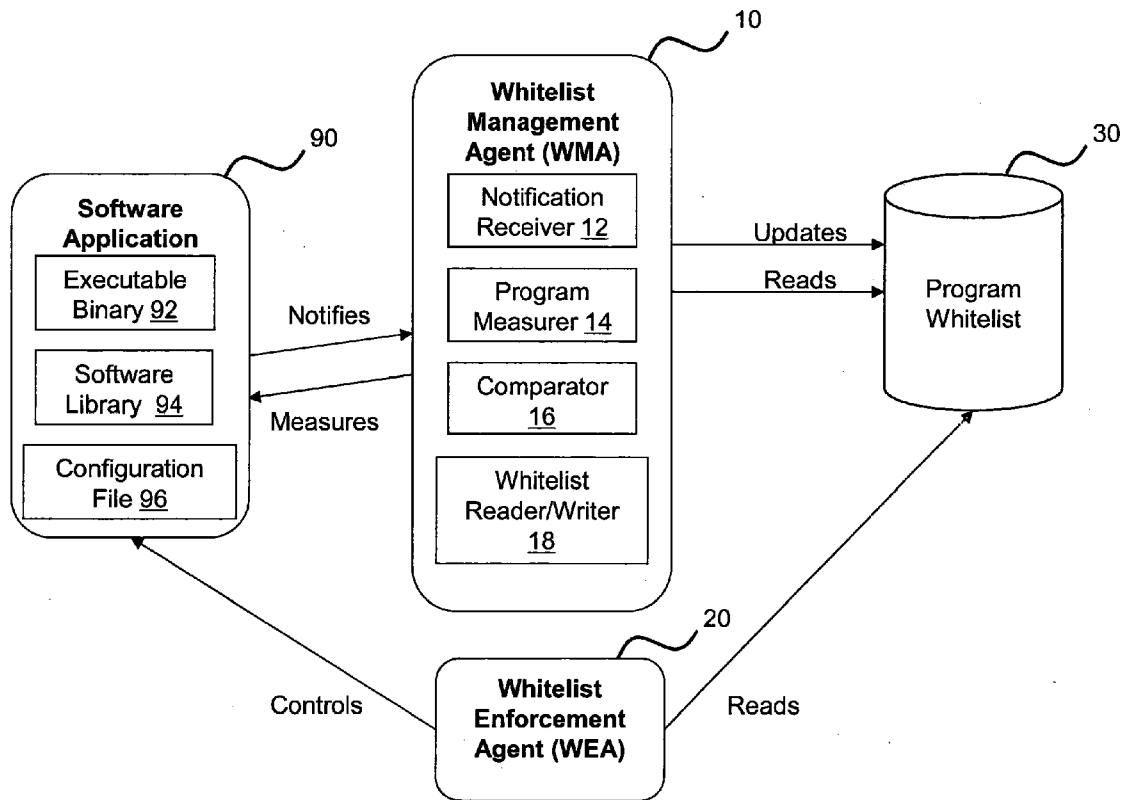 10
Whitelist
Management
Agent (WMA)
Notification
Receiver 12
Program
Measurer 14
Comparator
16
Whitelist
Reader/Writer
18
90
Software
Application
Executable
Binary 92
Software
Library 94
Configuration
File 96
Notifies
Measures
30
Updates
Reads
Program
Whitelist
20
Whitelist
Enforcement
Agent (WEA)
Controls
Reads